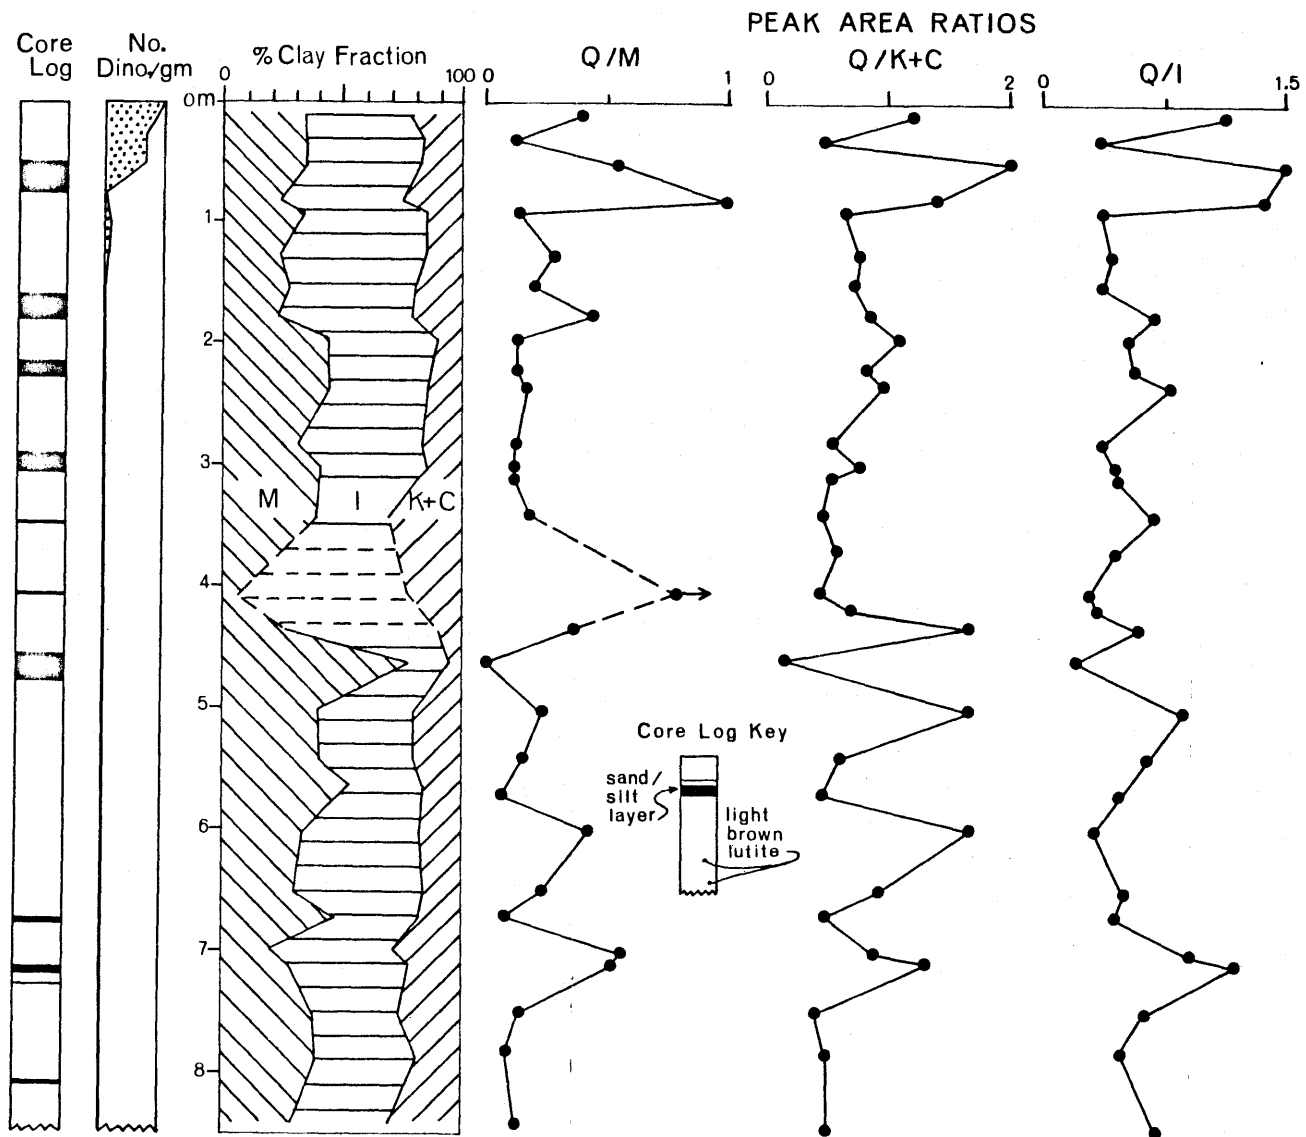 PEAK AREA RATIOS
Core Log
No. Dino./gm
% Clay Fraction
Q/M
Q/K+C
Q/I
0 100
0 1
0 2
0 1.5
0m
1
2
3
M I K+C
4
5
6
7
8
Core Log Key
sand/
silt
layer
light
brown
lutite